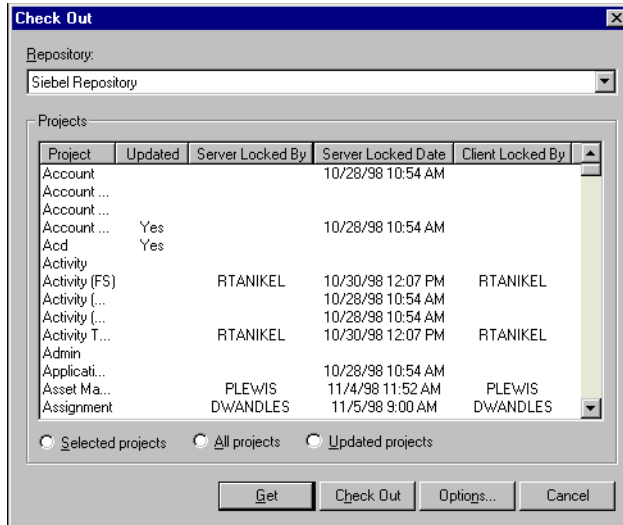 Check Out
Repository:
Siebel Repository
Projects
Project Updated Server Locked By Server Locked Date Client Locked By
Account 10/28/98 10:54 AM
Account ...
Account ...
Account ... Yes 10/28/98 10:54 AM
Acd Yes
Activity
Activity (FS) RTANIKEL 10/30/98 12:07 PM RTANIKEL
Activity (... 10/28/98 10:54 AM
Activity (... 10/28/98 10:54 AM
Activity T... RTANIKEL 10/30/98 12:07 PM RTANIKEL
Admin
Applicati... 10/28/98 10:54 AM
Asset Ma... PLEWIS 11/4/98 11:52 AM PLEWIS
Assignment DWANDLES 11/5/98 9:00 AM DWANDLES
Selected projects All projects Updated projects
Get Check Out Options... Cancel